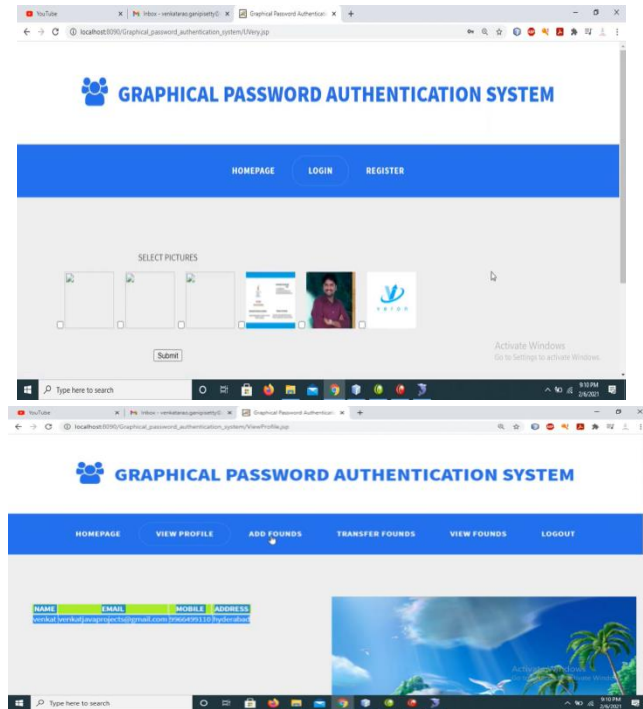 YouTube
Inbox - venkatarao.ganipisetty@
Graphical Password Authenticati
localhost:8090/Graphical_password_authentication_system/UVery.jsp
GRAPHICAL PASSWORD AUTHENTICATION SYSTEM
HOMEPAGE LOGIN REGISTER
SELECT PICTURES
Submit
Activate Windows
Go to Settings to activate Windows.
Type here to search
9:10 PM
2/6/2021
YouTube
Graphical Password Authenticati
localhost:8090/Graphical_password_authentication_system/ViewProfile.jsp
GRAPHICAL PASSWORD AUTHENTICATION SYSTEM
HOMEPAGE VIEW PROFILE ADD FOUNDS TRANSFER FOUNDS VIEW FOUNDS LOGOUT
NAME EMAIL MOBILE ADDRESS
venkat venkatjavaprojects@gmail.com 9966499110 hyderabad
Activate Windows
Type here to search
9:10 PM
2/6/2021